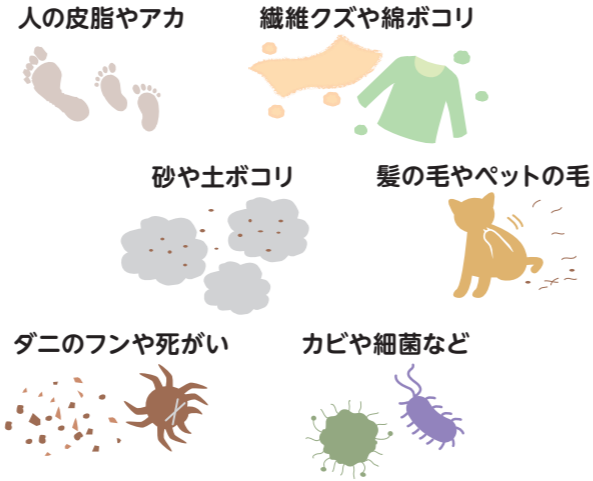 人の皮脂やアカ
繊維クズや綿ボコリ
砂や土ボコリ
髪の毛やペットの毛
ダニのフンや死がい
カビや細菌など